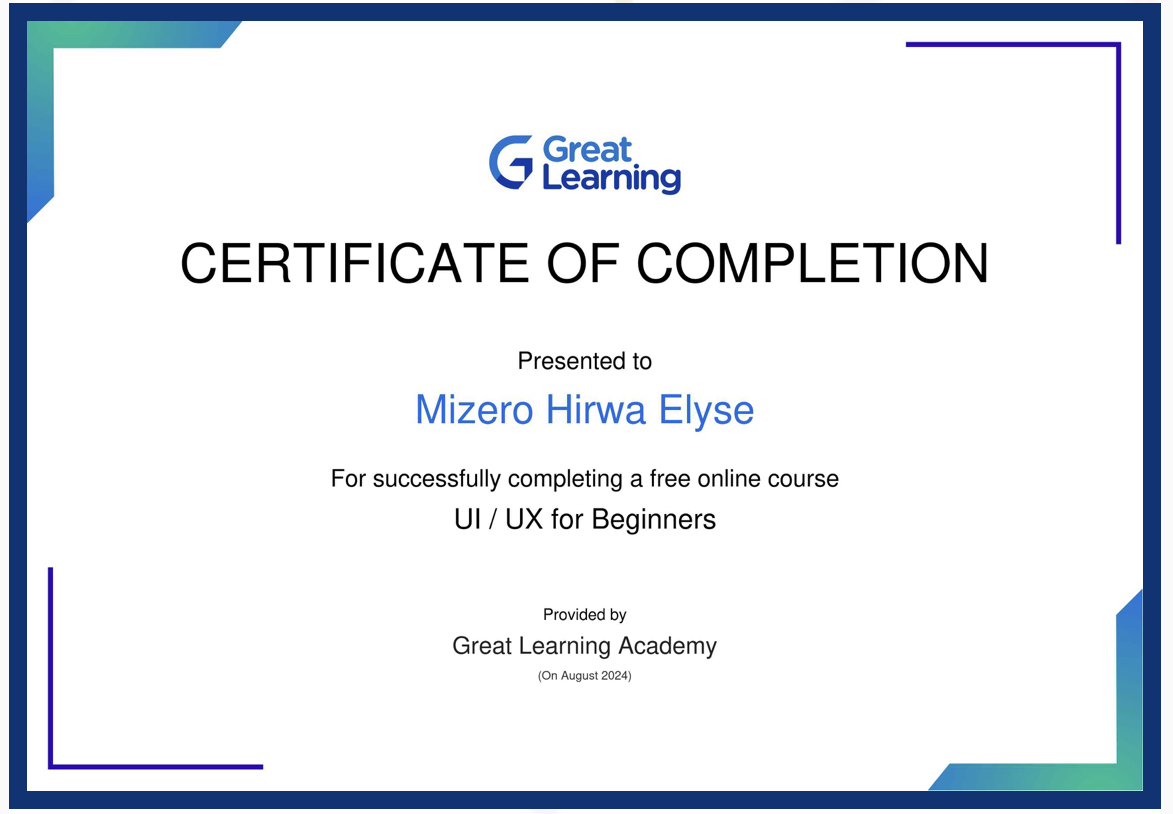 Great
Learning
CERTIFICATE OF COMPLETION
Presented to
Mizero Hirwa Elyse
For successfully completing a free online course
UI / UX for Beginners
Provided by
Great Learning Academy
(On August 2024)